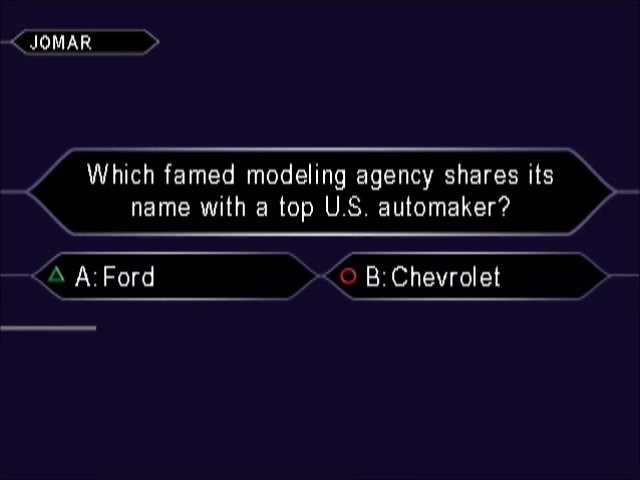 JOMAR
Which famed modeling agency shares its
name with a top U.S. automaker?
A: Ford
B: Chevrolet